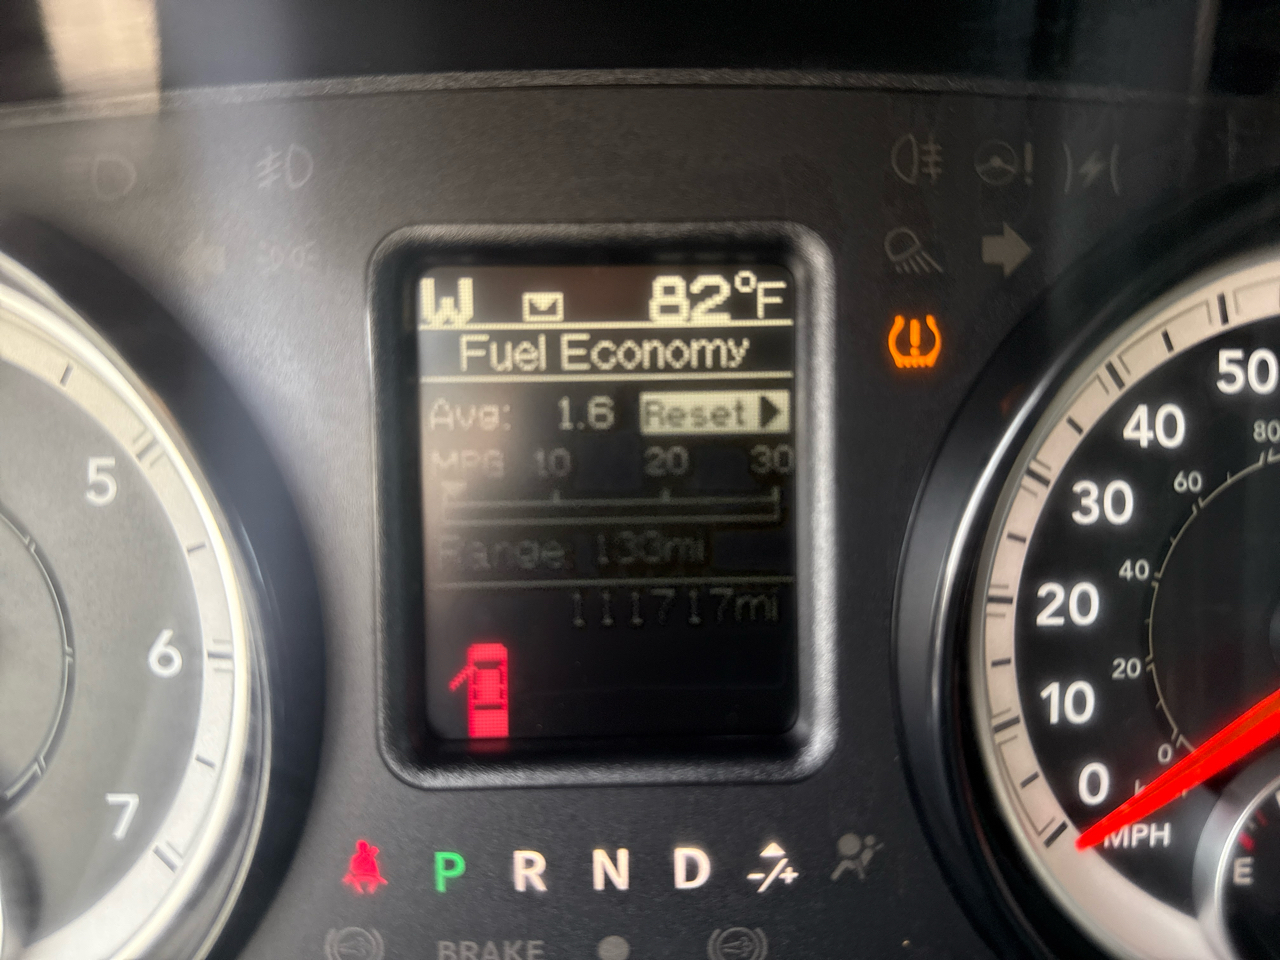 W 82°F
Fuel Economy
Avg: 1.6 Reset
MPG 10 20 30
Range: 133mi
111717mi
5
6
7
50
40
30
20
10
0
MPH
80
60
40
20
0
E
P R N D -/+
BRAKE